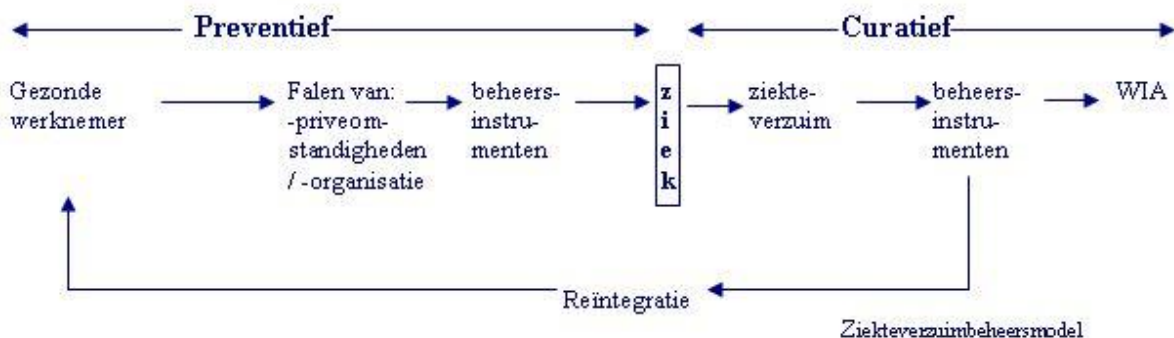 Preventief
Curatief
Gezonde
werknemer
Falen van:
-priveom-
standigheden
/ -organisatie
beheers-
instru-
menten
z
i
e
k
ziekte-
verzuim
beheers-
instru-
menten
WIA
Reïntegratie
Ziekteverzuimbeheersmodel